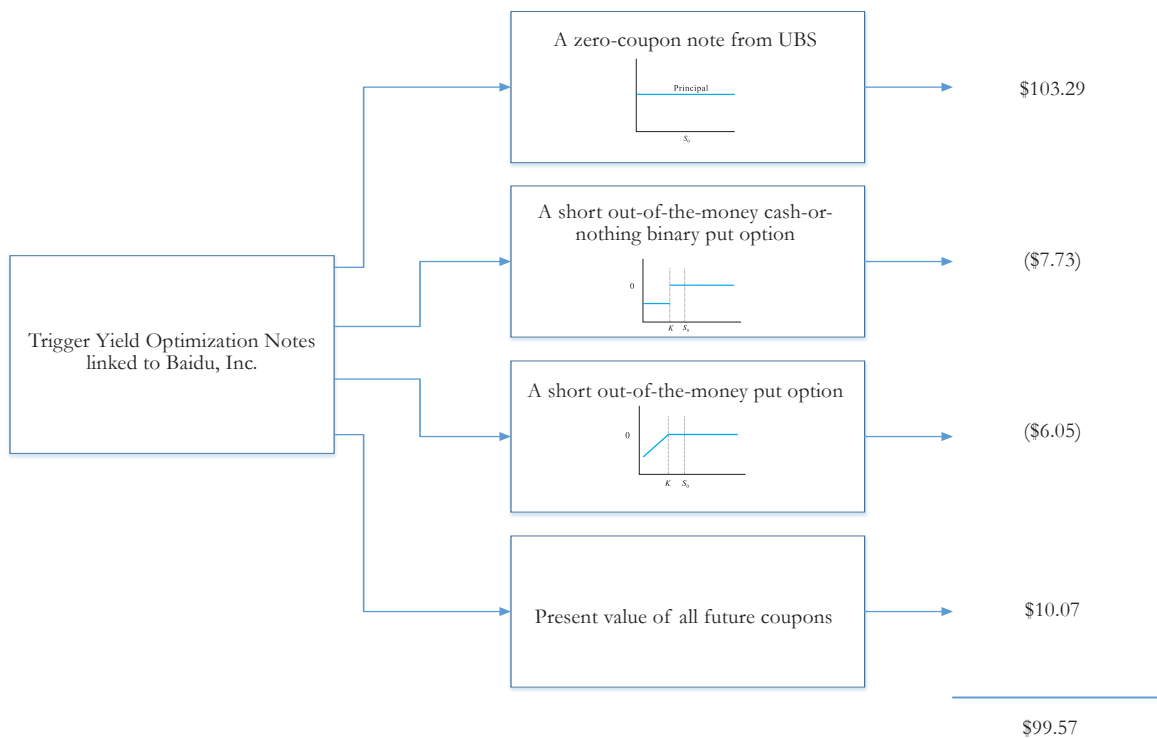 A zero-coupon note from UBS
Principal
S₀
$103.29
A short out-of-the-money cash-or-
nothing binary put option
0
K S₀
($7.73)
Trigger Yield Optimization Notes
linked to Baidu, Inc.
A short out-of-the-money put option
0
K S₀
($6.05)
Present value of all future coupons
$10.07
$99.57